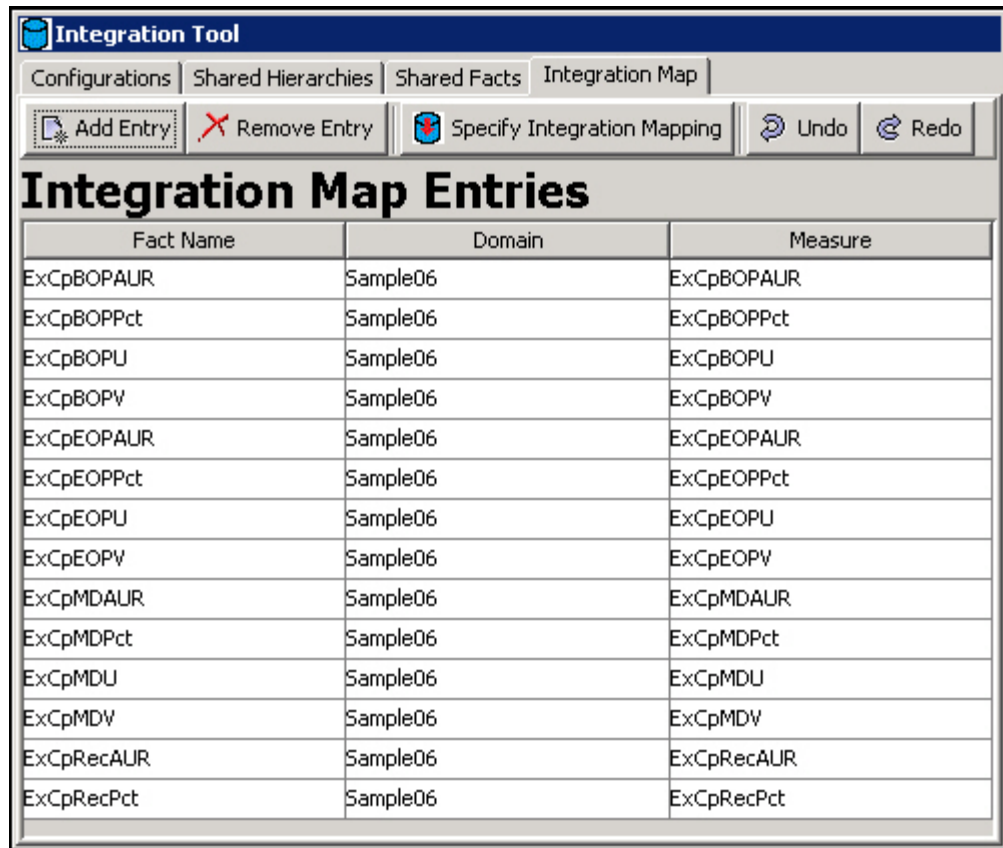 Integration Tool
Configurations Shared Hierarchies Shared Facts Integration Map
Add Entry Remove Entry Specify Integration Mapping Undo Redo
Integration Map Entries
Fact Name Domain Measure
ExCpBOPAUR Sample06 ExCpBOPAUR
ExCpBOPPct Sample06 ExCpBOPPct
ExCpBOPU Sample06 ExCpBOPU
ExCpBOPV Sample06 ExCpBOPV
ExCpEOPAUR Sample06 ExCpEOPAUR
ExCpEOPPct Sample06 ExCpEOPPct
ExCpEOPU Sample06 ExCpEOPU
ExCpEOPV Sample06 ExCpEOPV
ExCpMDAUR Sample06 ExCpMDAUR
ExCpMDPct Sample06 ExCpMDPct
ExCpMDU Sample06 ExCpMDU
ExCpMDV Sample06 ExCpMDV
ExCpRecAUR Sample06 ExCpRecAUR
ExCpRecPct Sample06 ExCpRecPct